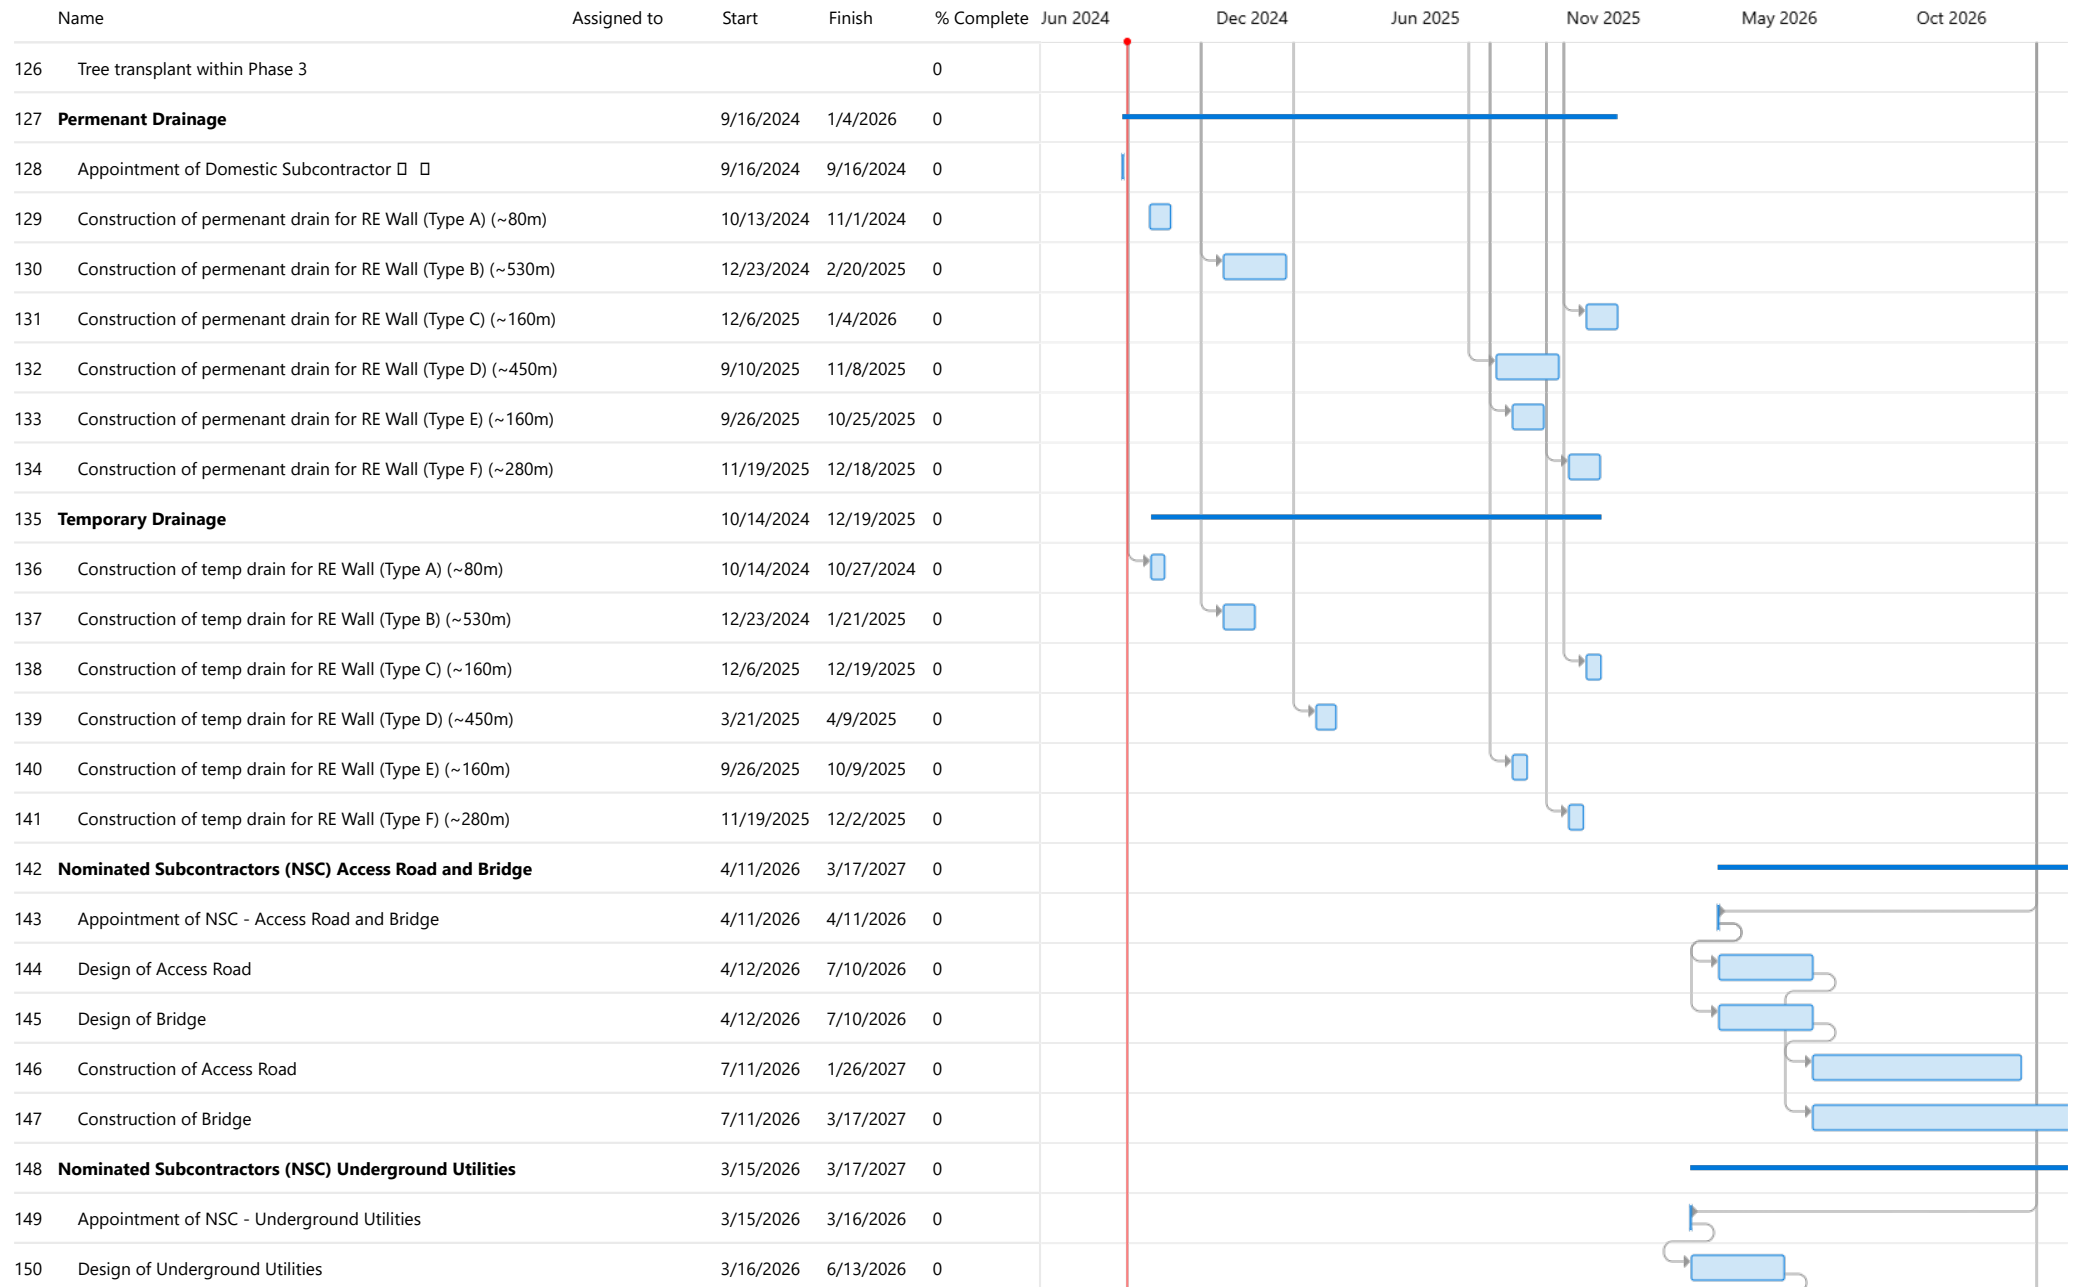 Name Assigned to Start Finish % Complete Jun 2024 Dec 2024 Jun 2025 Nov 2025 May 2026 Oct 2026
126 Tree transplant within Phase 3 0
127 Permenant Drainage 9/16/2024 1/4/2026 0
128 Appointment of Domestic Subcontractor 9/16/2024 9/16/2024 0
129 Construction of permenant drain for RE Wall (Type A) (~80m) 10/13/2024 11/1/2024 0
130 Construction of permenant drain for RE Wall (Type B) (~530m) 12/23/2024 2/20/2025 0
131 Construction of permenant drain for RE Wall (Type C) (~160m) 12/6/2025 1/4/2026 0
132 Construction of permenant drain for RE Wall (Type D) (~450m) 9/10/2025 11/8/2025 0
133 Construction of permenant drain for RE Wall (Type E) (~160m) 9/26/2025 10/25/2025 0
134 Construction of permenant drain for RE Wall (Type F) (~280m) 11/19/2025 12/18/2025 0
135 Temporary Drainage 10/14/2024 12/19/2025 0
136 Construction of temp drain for RE Wall (Type A) (~80m) 10/14/2024 10/27/2024 0
137 Construction of temp drain for RE Wall (Type B) (~530m) 12/23/2024 1/21/2025 0
138 Construction of temp drain for RE Wall (Type C) (~160m) 12/6/2025 12/19/2025 0
139 Construction of temp drain for RE Wall (Type D) (~450m) 3/21/2025 4/9/2025 0
140 Construction of temp drain for RE Wall (Type E) (~160m) 9/26/2025 10/9/2025 0
141 Construction of temp drain for RE Wall (Type F) (~280m) 11/19/2025 12/2/2025 0
142 Nominated Subcontractors (NSC) Access Road and Bridge 4/11/2026 3/17/2027 0
143 Appointment of NSC - Access Road and Bridge 4/11/2026 4/11/2026 0
144 Design of Access Road 4/12/2026 7/10/2026 0
145 Design of Bridge 4/12/2026 7/10/2026 0
146 Construction of Access Road 7/11/2026 1/26/2027 0
147 Construction of Bridge 7/11/2026 3/17/2027 0
148 Nominated Subcontractors (NSC) Underground Utilities 3/15/2026 3/17/2027 0
149 Appointment of NSC - Underground Utilities 3/15/2026 3/16/2026 0
150 Design of Underground Utilities 3/16/2026 6/13/2026 0